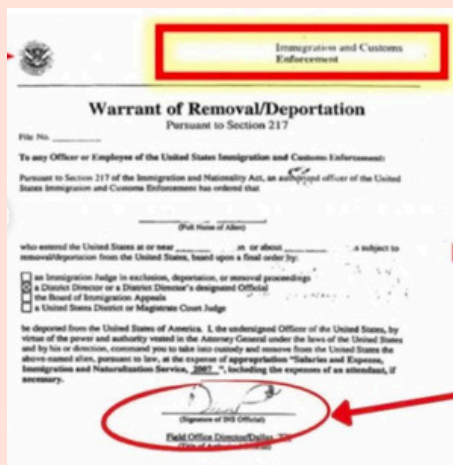 Immigration and Customs
Enforcement
Warrant of Removal/Deportation
Pursuant to Section 217
File No. ____________
To any Officer or Employee of the United States Immigration and Customs Enforcement:
Pursuant to Section 217 of the Immigration and Nationality Act, an authorized officer of the United
States Immigration and Customs Enforcement has ordered that
(Full Name of Alien)
who entered the United States at or near __________ on or about __________ is subject to
removal/deportation from the United States, based upon a final order by:
an Immigration Judge in exclusion, deportation, or removal proceedings
a District Director or a District Director's designated Official
the Board of Immigration Appeals
a United States District or Magistrate Court Judge
be deported from the United States of America. I, the undersigned Officer of the United States, by
virtue of the power and authority vested in the Attorney General under the laws of the United States
and by his or direction, command you to take into custody and remove from the United States the
above-named alien, pursuant to law, at the expense of appropriation "Salaries and Expense,
Immigration and Naturalization Service, 2007 ", including the expenses of an attendant, if
necessary.
(Signature of INS Official)
Field Office Director/Dallas,